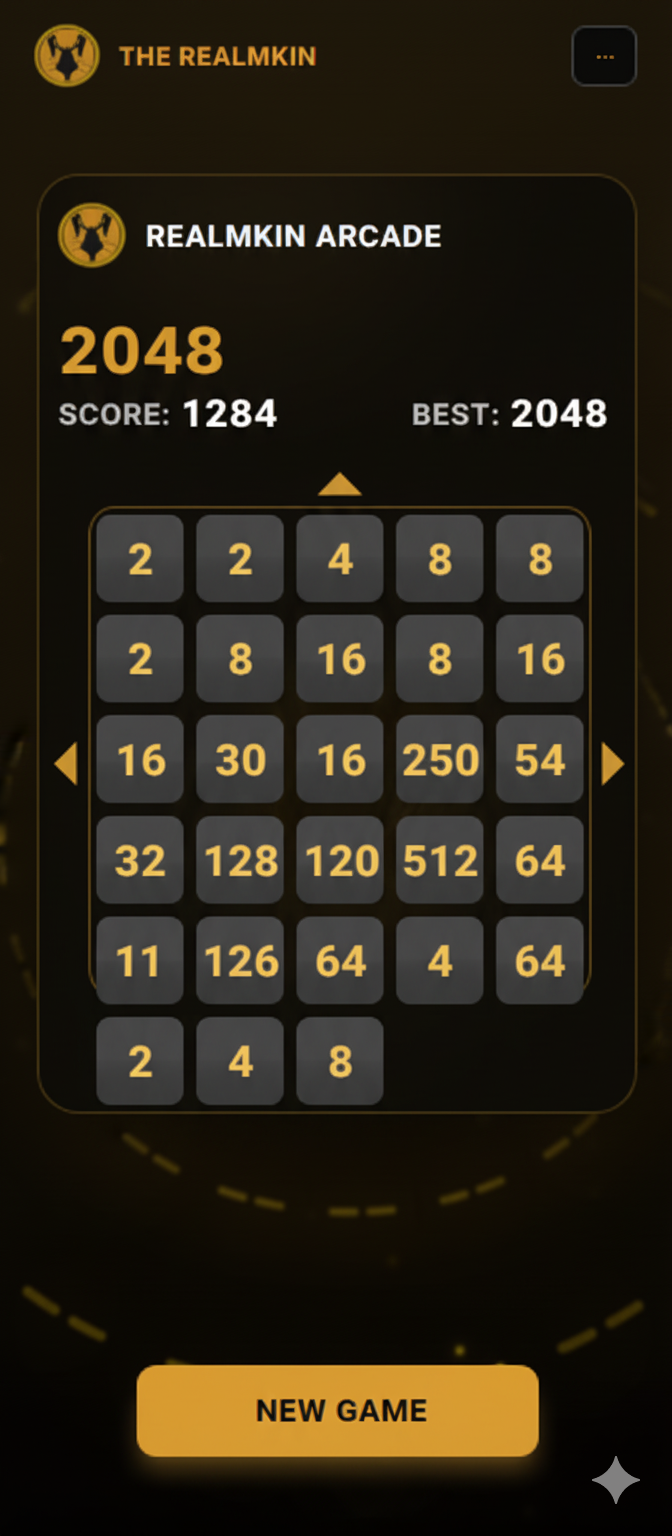 THE REALMKIN
...
REALMKIN ARCADE
2048
SCORE: 1284 BEST: 2048
2 2 4 8 8
2 8 16 8 16
16 30 16 250 54
32 128 120 512 64
11 126 64 4 64
2 4 8
NEW GAME